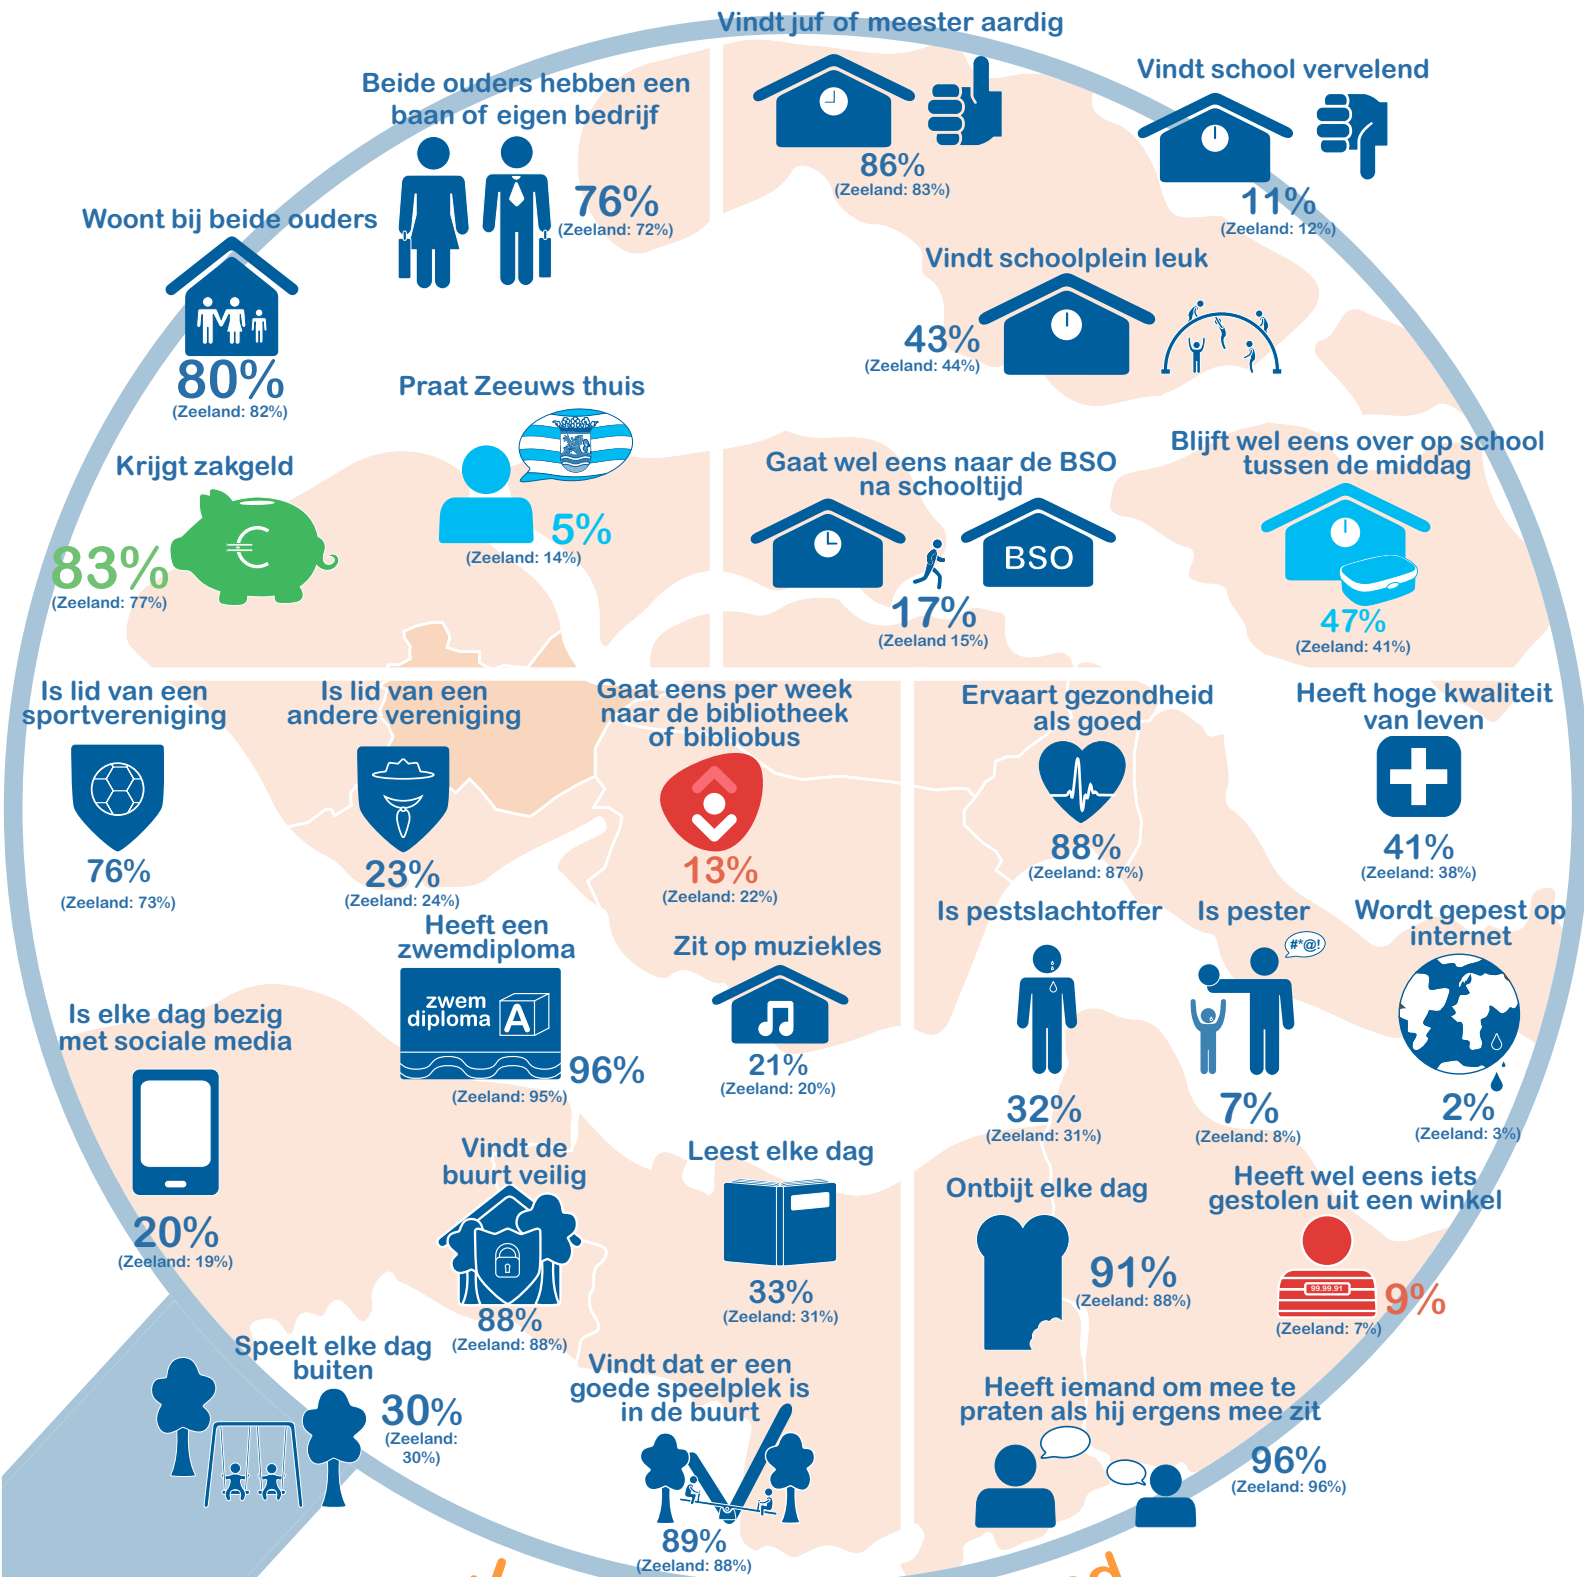 Vindt juf of meester aardig
86%
(Zeeland: 83%)
Vindt school vervelend
11%
(Zeeland: 12%)
Beide ouders hebben een
baan of eigen bedrijf
76%
(Zeeland: 72%)
Woont bij beide ouders
80%
(Zeeland: 82%)
Vindt schoolplein leuk
43%
(Zeeland: 44%)
Praat Zeeuws thuis
5%
(Zeeland: 14%)
Krijgt zakgeld
83%
(Zeeland: 77%)
Gaat wel eens naar de BSO
na schooltijd
BSO
17%
(Zeeland 15%)
Blijft wel eens over op school
tussen de middag
47%
(Zeeland: 41%)
Is lid van een
sportvereniging
76%
(Zeeland: 73%)
Is lid van een
andere vereniging
23%
(Zeeland: 24%)
Gaat eens per week
naar de bibliotheek
of bibliobus
13%
(Zeeland: 22%)
Ervaart gezondheid
als goed
88%
(Zeeland: 87%)
Heeft hoge kwaliteit
van leven
41%
(Zeeland: 38%)
Heeft een
zwemdiploma
zwem
diploma A
96%
(Zeeland: 95%)
Zit op muziekles
21%
(Zeeland: 20%)
Is pestslachtoffer
32%
(Zeeland: 31%)
Is pester
#*@!
7%
(Zeeland: 8%)
Wordt gepest op
internet
2%
(Zeeland: 3%)
Is elke dag bezig
met sociale media
20%
(Zeeland: 19%)
Vindt de
buurt veilig
88%
(Zeeland: 88%)
Leest elke dag
33%
(Zeeland: 31%)
Ontbijt elke dag
91%
(Zeeland: 88%)
Heeft wel eens iets
gestolen uit een winkel
99.99.91
9%
(Zeeland: 7%)
Speelt elke dag
buiten
30%
(Zeeland:
30%)
Vindt dat er een
goede speelplek is
in de buurt
89%
(Zeeland: 88%)
Heeft iemand om mee te
praten als hij ergens mee zit
96%
(Zeeland: 96%)